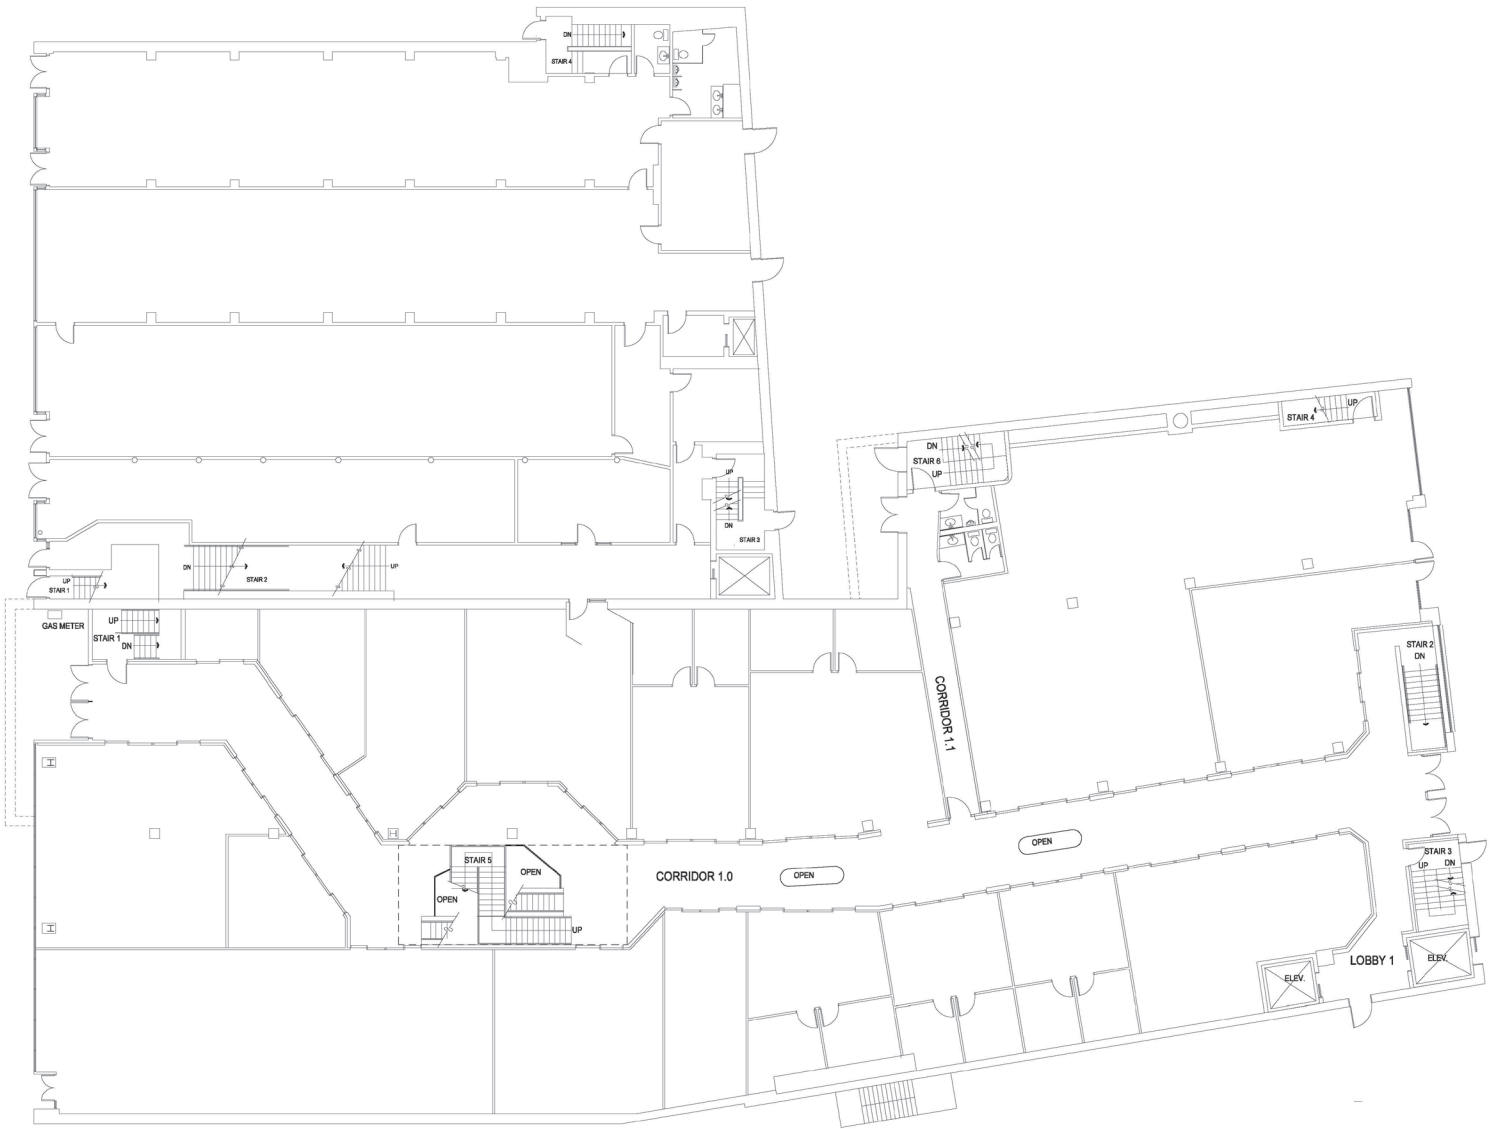 DN
STAIR 4
UP
STAIR 4
DN
STAIR 6
UP
UP
DN
STAIR 3
DN
STAIR 2
UP
UP
STAIR 1
GAS METER
UP
STAIR 1
DN
STAIR 2
DN
CORRIDOR 1.1
OPEN
STAIR 5
OPEN
OPEN
UP
CORRIDOR 1.0
OPEN
STAIR 3
UP
DN
LOBBY 1
ELEV.
ELEV.
H
H
H